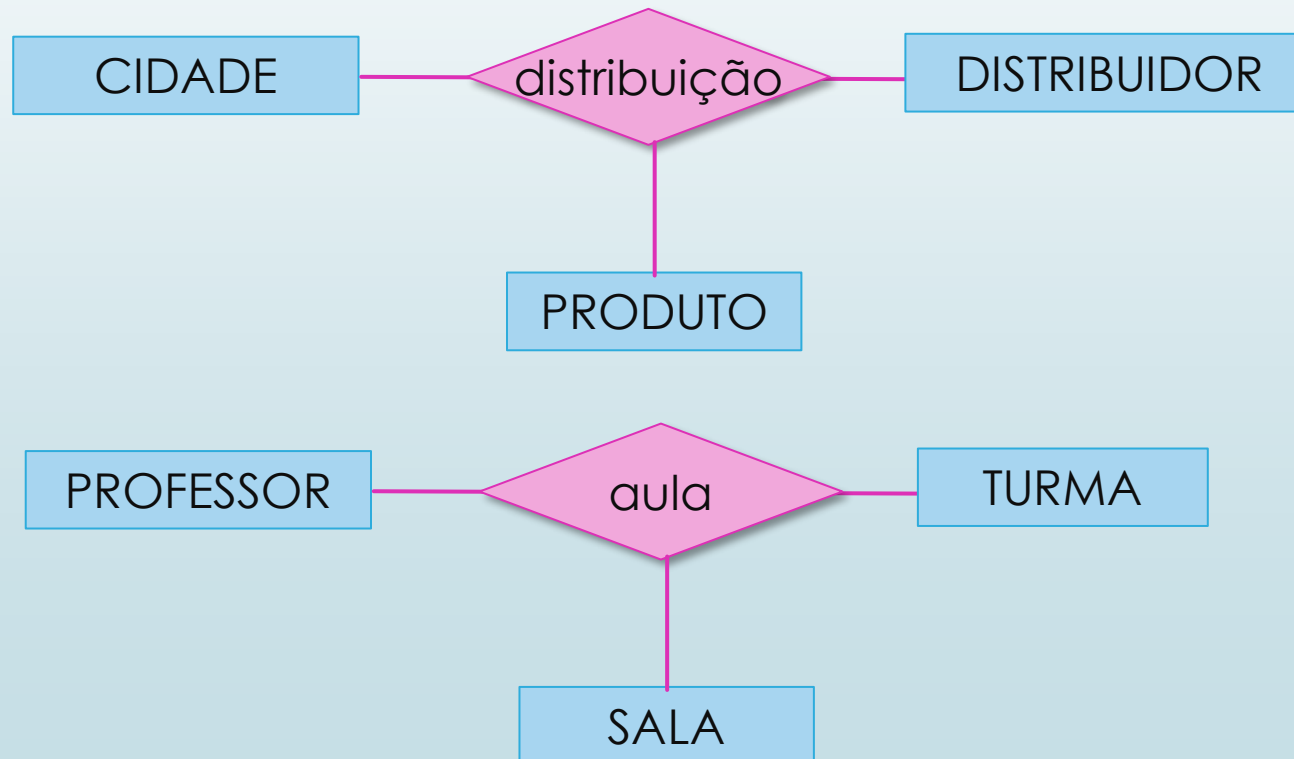 CIDADE
distribuição
DISTRIBUIDOR
PRODUTO
PROFESSOR
aula
TURMA
SALA